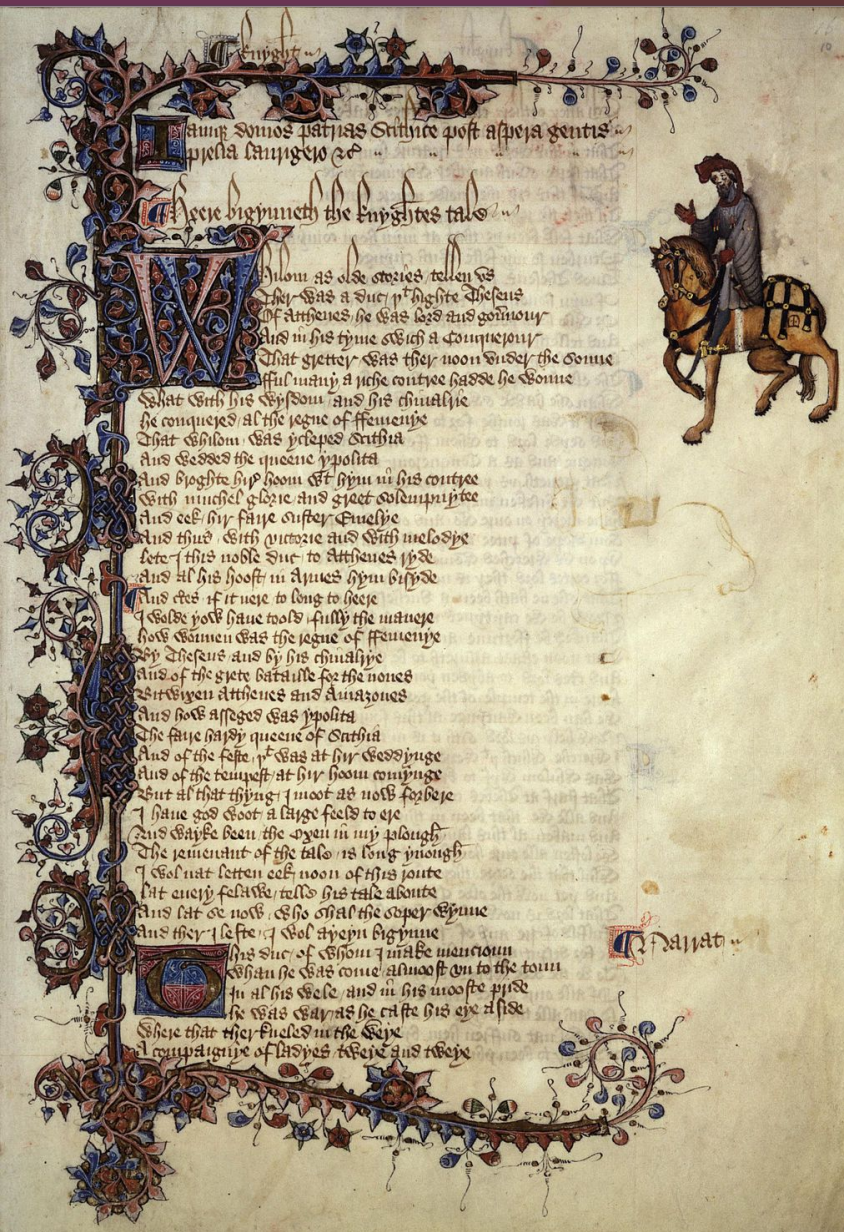 Knyght
Iamque domos patrias Scithice post aspera gentis
prelia laurigero &c
Heere bigynneth the knyghtes tale
Whilom as olde stories tellen vs
Ther was a duc þt highte Theseus
Of Atthenes he was lord and gouernour
And in his tyme swich a Conquerour
That gretter was ther noon vnder the sonne
fful many a riche contree hadde he wonne
What with his wysdom and his chiualrie
he conquered al the regne of ffemenye
That whilom was ycleped Scithia
And wedded the queene ypolita
And broghte hir hoom wt hym in his contree
With muchel glorie and greet solempnytee
And eek hir faire suster Emelye
And thus with victorie and with melodye
lete I this noble duc to Atthenes ryde
And al his hoost in Armes hym bisyde
And certes if it nere to long to heere
I wolde yow haue toold fully the manere
how wonnen was the regne of ffemenye
By Theseus and by his chiualrye
And of the grete bataille for the nones
Bitwixen Atthenes and Amazones
And how asseged was ypolita
The faire hardy queene of Scithia
And of the feste þt was at hir weddynge
And of the tempest at hir hoom comynge
But al that thyng I moot as now forbere
I haue god woot a large feeld to ere
And wayke been the Oxen in my plough
The remenant of the tale is long ynough
I wol nat letten eek noon of this route
lat euery felawe telle his tale aboute
And lat se now who shal the soper wynne
And ther I lefte I wol ayeyn bigynne
Narrat
This duc of whom I make mencioun
Whan he was come almoost vn to the toun
In al his wele and in his mooste pride
he was war as he caste his eye aside
Where that ther kneled in the weye
A compaignye of ladyes tweye and tweye